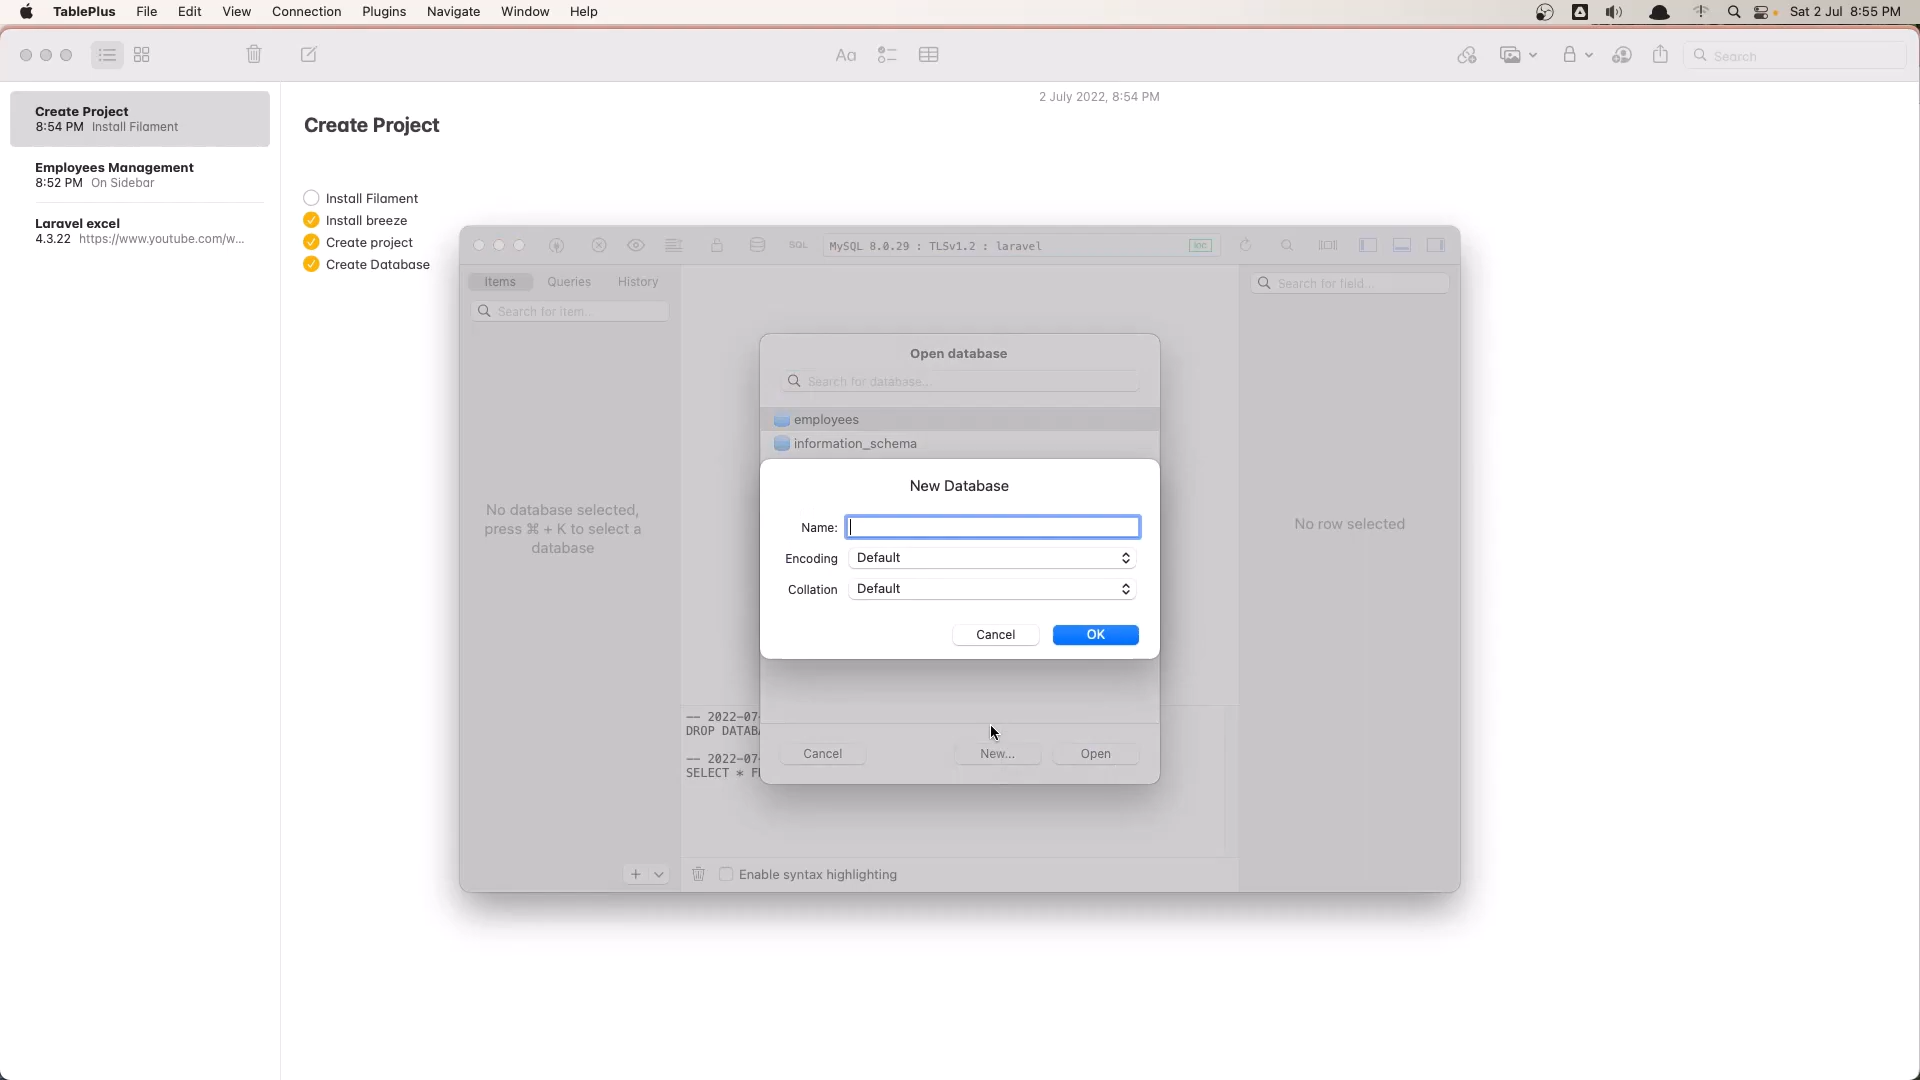 TablePlus File Edit View Connection Plugins Navigate Window Help
Sat 2 Jul 8:55 PM
Aa
Search
Create Project
8:54 PM Install Filament
Employees Management
8:52 PM On Sidebar
Laravel excel
4.3.22 https://www.youtube.com/w...
2 July 2022, 8:54 PM
Create Project
Install Filament
Install breeze
Create project
Create Database
SQL
MySQL 8.0.29 : TLSv1.2 : laravel
loc
Items Queries History
Search for item...
No database selected,
press ⌘ + K to select a
database
Open database
Search for database...
employees
information_schema
New Database
Name:
Encoding Default
Collation Default
Cancel OK
-- 2022-07-
DROP DATABA
-- 2022-07-
SELECT * F
Cancel New... Open
Enable syntax highlighting
Search for field...
No row selected